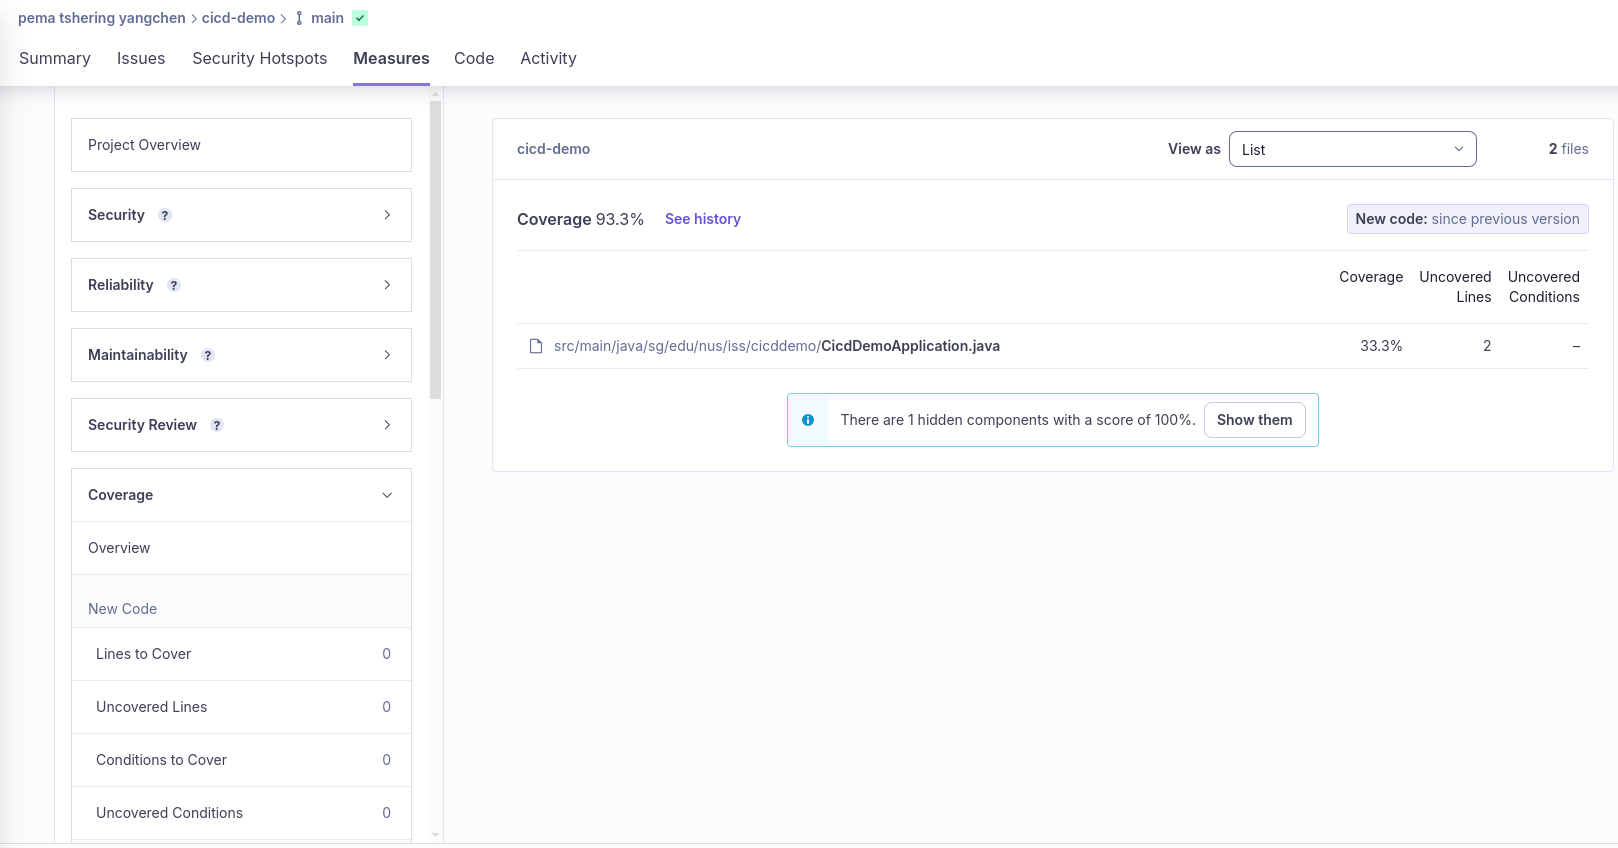 pema tshering yangchen > cicd-demo > main
Summary Issues Security Hotspots Measures Code Activity
Project Overview
Security ?
Reliability ?
Maintainability ?
Security Review ?
Coverage
Overview
New Code
Lines to Cover 0
Uncovered Lines 0
Conditions to Cover 0
Uncovered Conditions 0
cicd-demo View as List 2 files
Coverage 93.3% See history New code: since previous version
Coverage Uncovered Uncovered
Lines Conditions
src/main/java/sg/edu/nus/iss/cicddemo/CicdDemoApplication.java 33.3% 2 –
There are 1 hidden components with a score of 100%. Show them